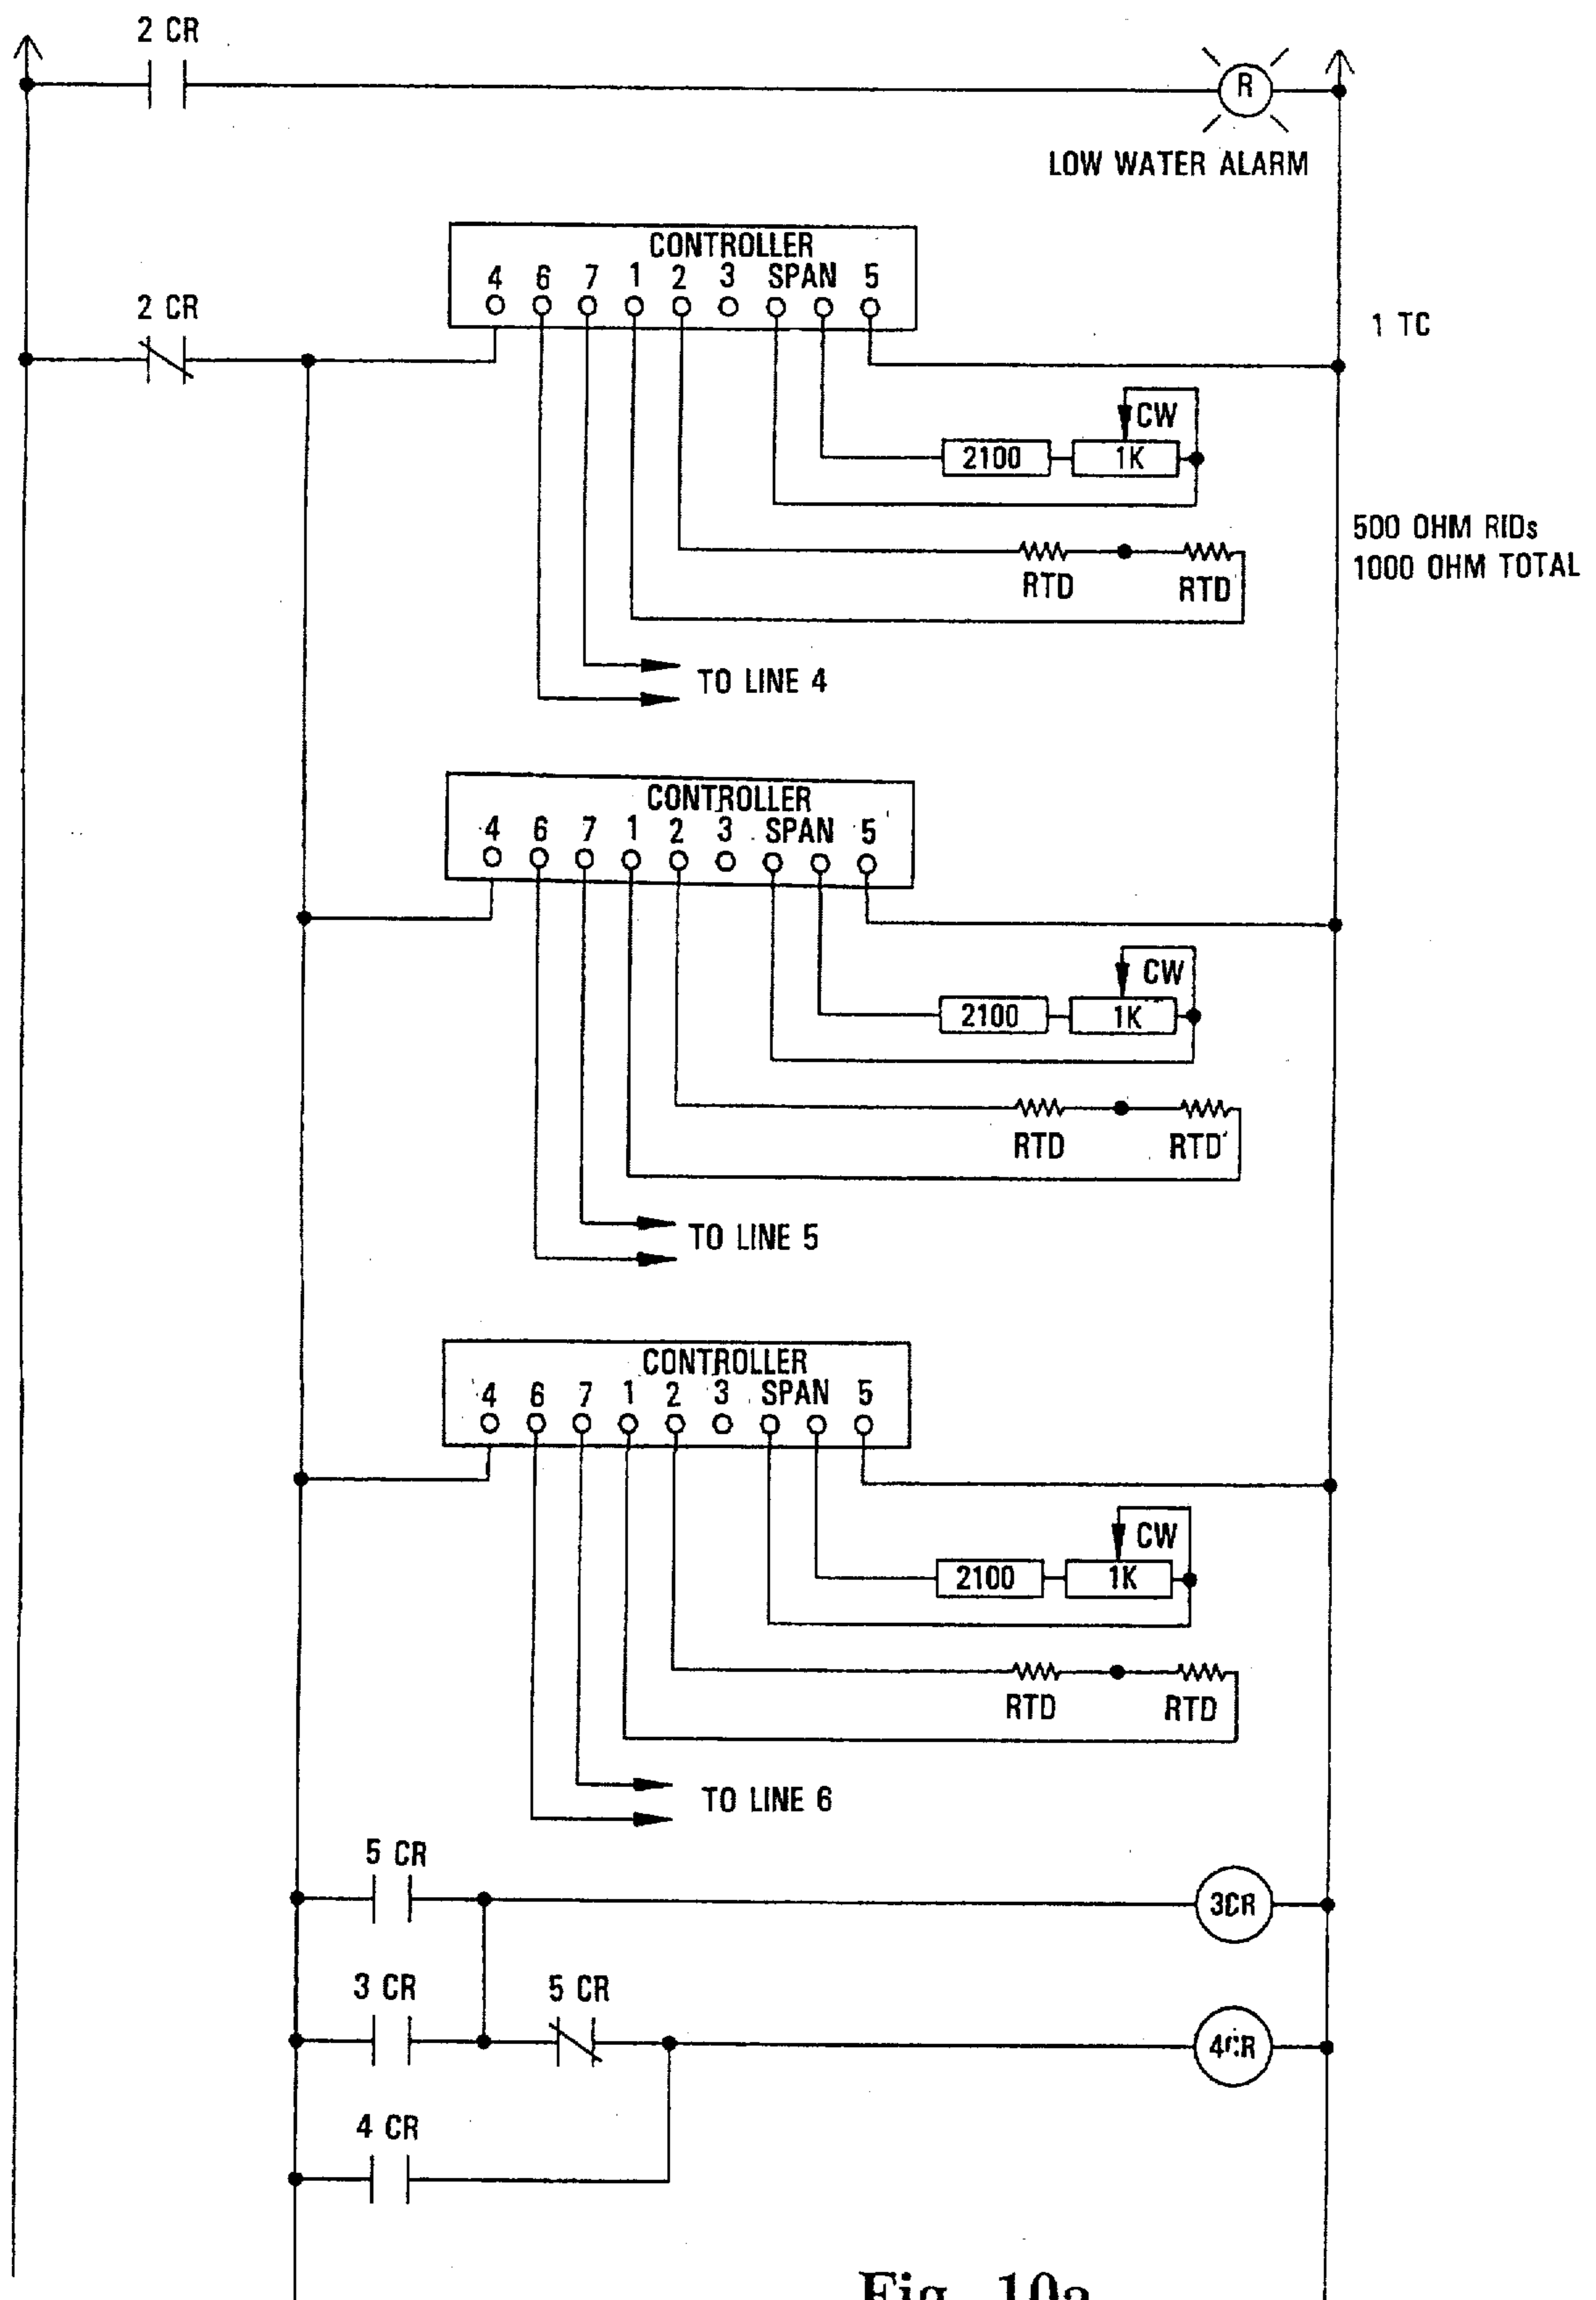 2 CR
R
LOW WATER ALARM
CONTROLLER
4 6 7 1 2 3 SPAN 5
2 CR
1 TC
CW
2100
1K
500 OHM RIDs
1000 OHM TOTAL
RTD
RTD
TO LINE 4
CONTROLLER
4 6 7 1 2 3 SPAN 5
CW
2100
1K
RTD
RTD
TO LINE 5
CONTROLLER
4 6 7 1 2 3 SPAN 5
CW
2100
1K
RTD
RTD
TO LINE 6
5 CR
3CR
3 CR
5 CR
4CR
4 CR
Fig. 10a